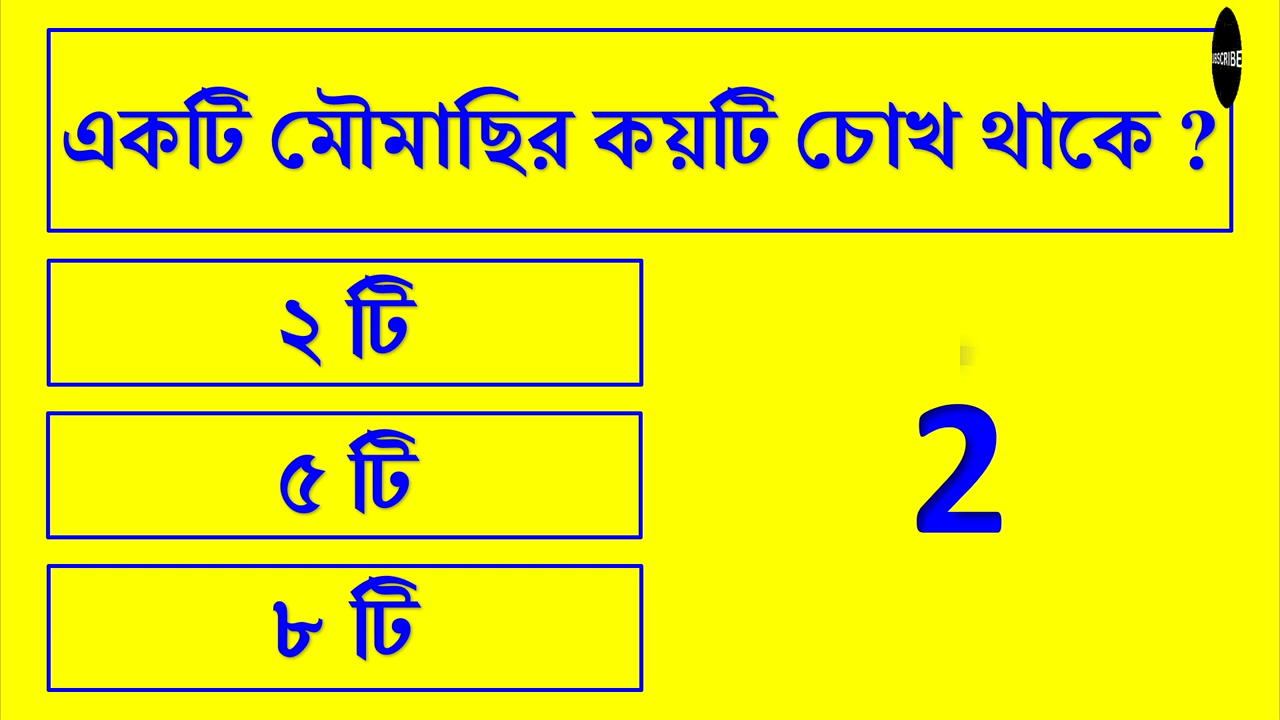 একটি মৌমাছির কয়টি চোখ থাকে ?
২ টি
৫ টি
৮ টি
2